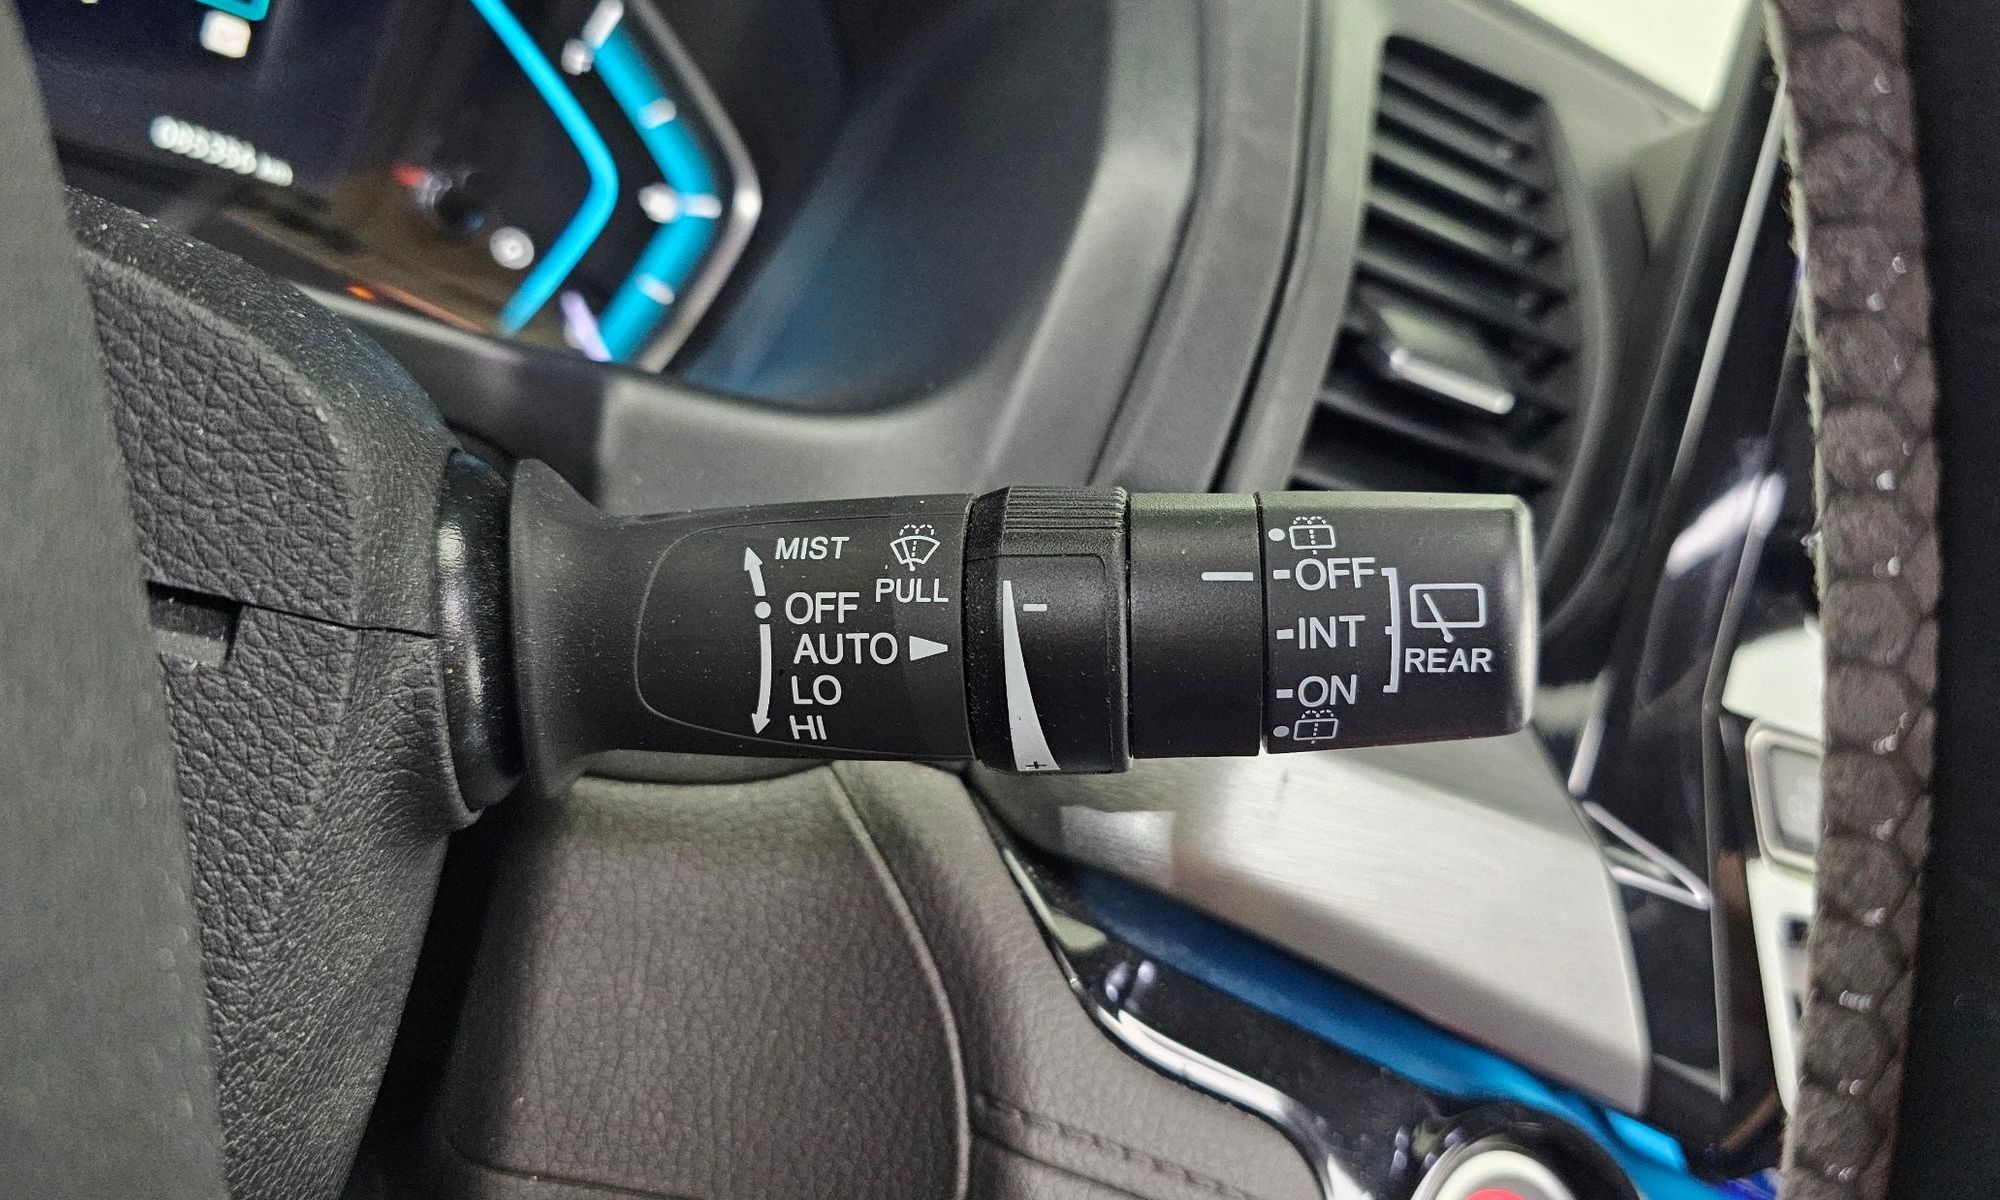 MIST
PULL
OFF
AUTO
LO
HI
-
+
OFF
INT
ON
REAR